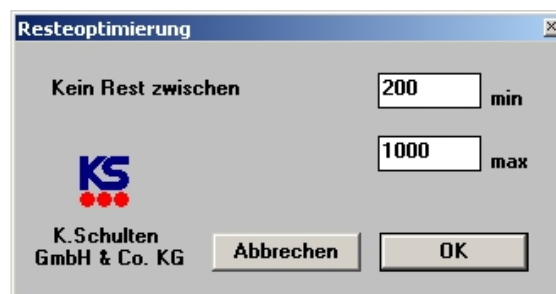 Resteoptimierung
Kein Rest zwischen 200 min
1000 max
KS
K.Schulten
GmbH & Co. KG
Abbrechen OK